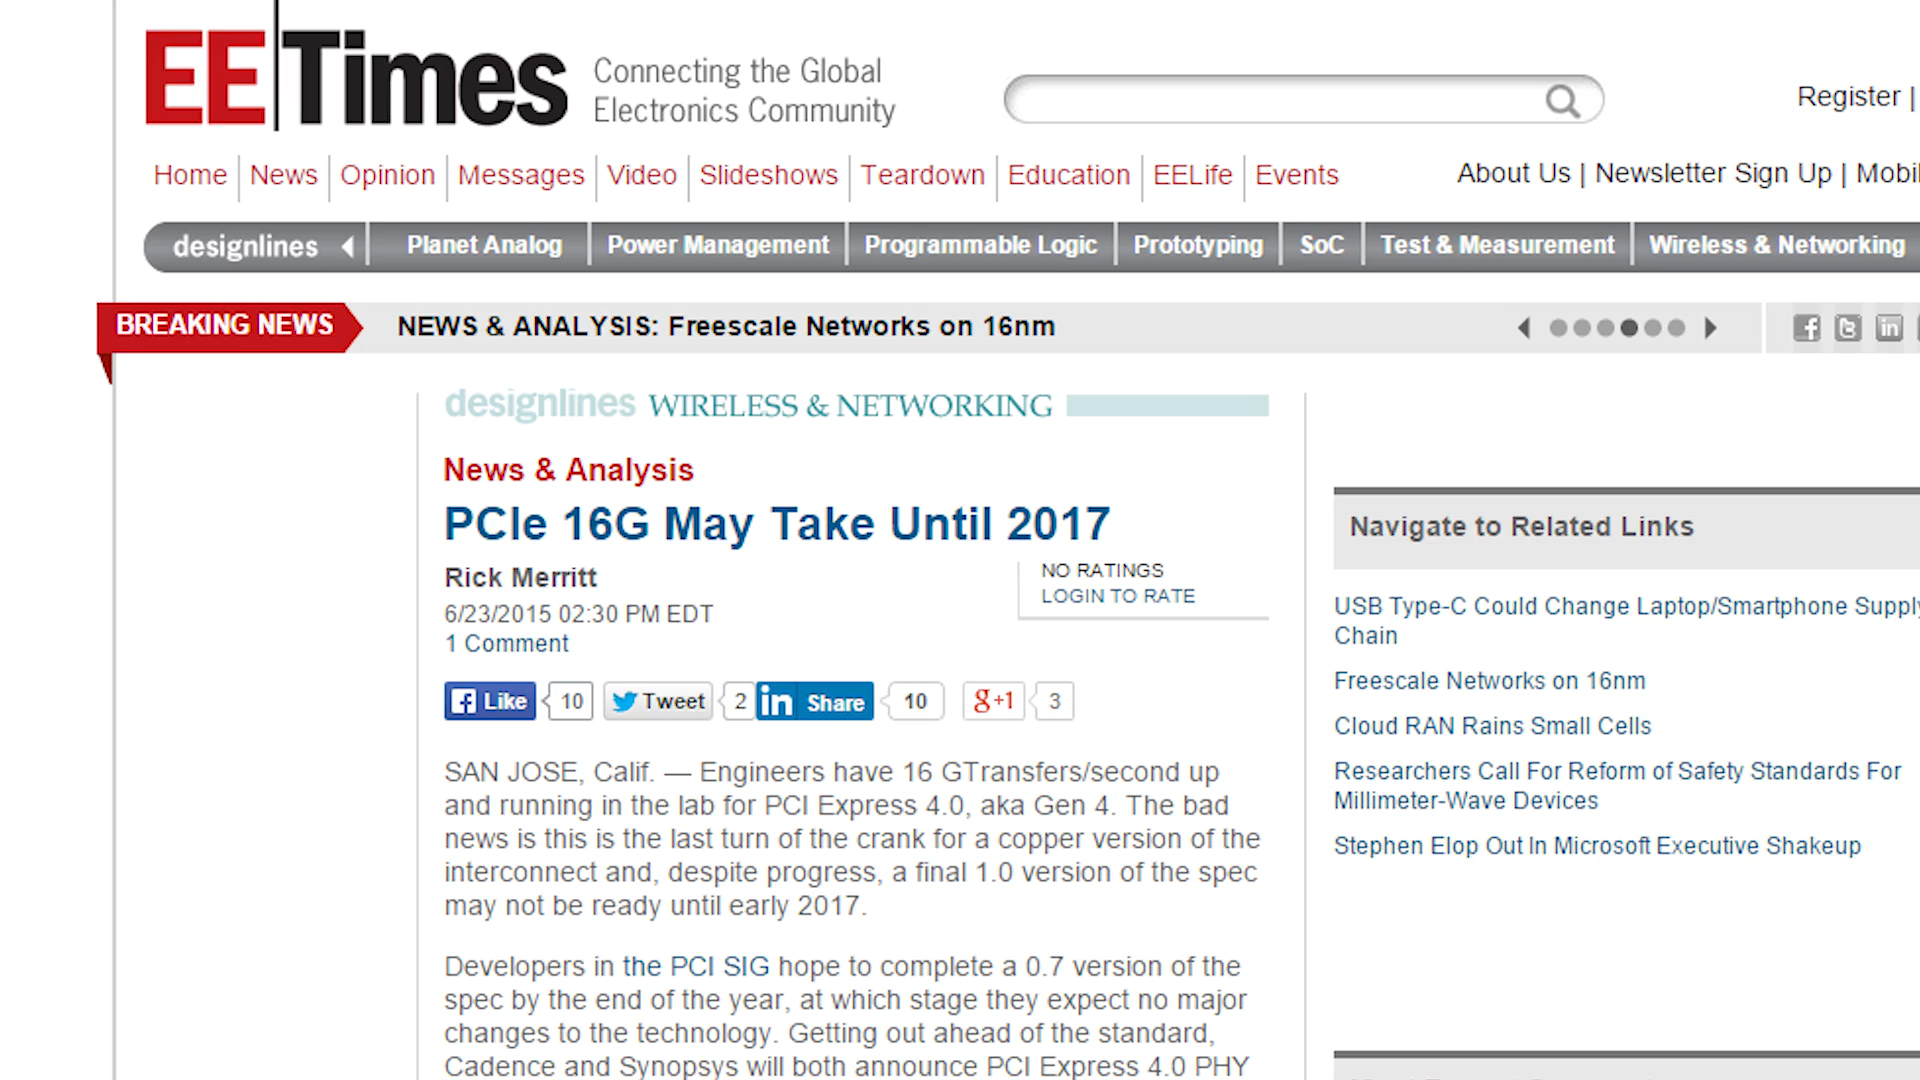 EETimes
Connecting the Global
Electronics Community
Register |
Home News Opinion Messages Video Slideshows Teardown Education EELife Events
About Us | Newsletter Sign Up | Mobil
designlines Planet Analog Power Management Programmable Logic Prototyping SoC Test & Measurement Wireless & Networking
BREAKING NEWS
NEWS & ANALYSIS: Freescale Networks on 16nm
designlines WIRELESS & NETWORKING
News & Analysis
PCIe 16G May Take Until 2017
Rick Merritt
6/23/2015 02:30 PM EDT
1 Comment
NO RATINGS
LOGIN TO RATE
Like 10 Tweet 2 in Share 10 g+1 3
SAN JOSE, Calif. — Engineers have 16 GTransfers/second up
and running in the lab for PCI Express 4.0, aka Gen 4. The bad
news is this is the last turn of the crank for a copper version of the
interconnect and, despite progress, a final 1.0 version of the spec
may not be ready until early 2017.
Developers in the PCI SIG hope to complete a 0.7 version of the
spec by the end of the year, at which stage they expect no major
changes to the technology. Getting out ahead of the standard,
Cadence and Synopsys will both announce PCI Express 4.0 PHY
Navigate to Related Links
USB Type-C Could Change Laptop/Smartphone Supply
Chain
Freescale Networks on 16nm
Cloud RAN Rains Small Cells
Researchers Call For Reform of Safety Standards For
Millimeter-Wave Devices
Stephen Elop Out In Microsoft Executive Shakeup